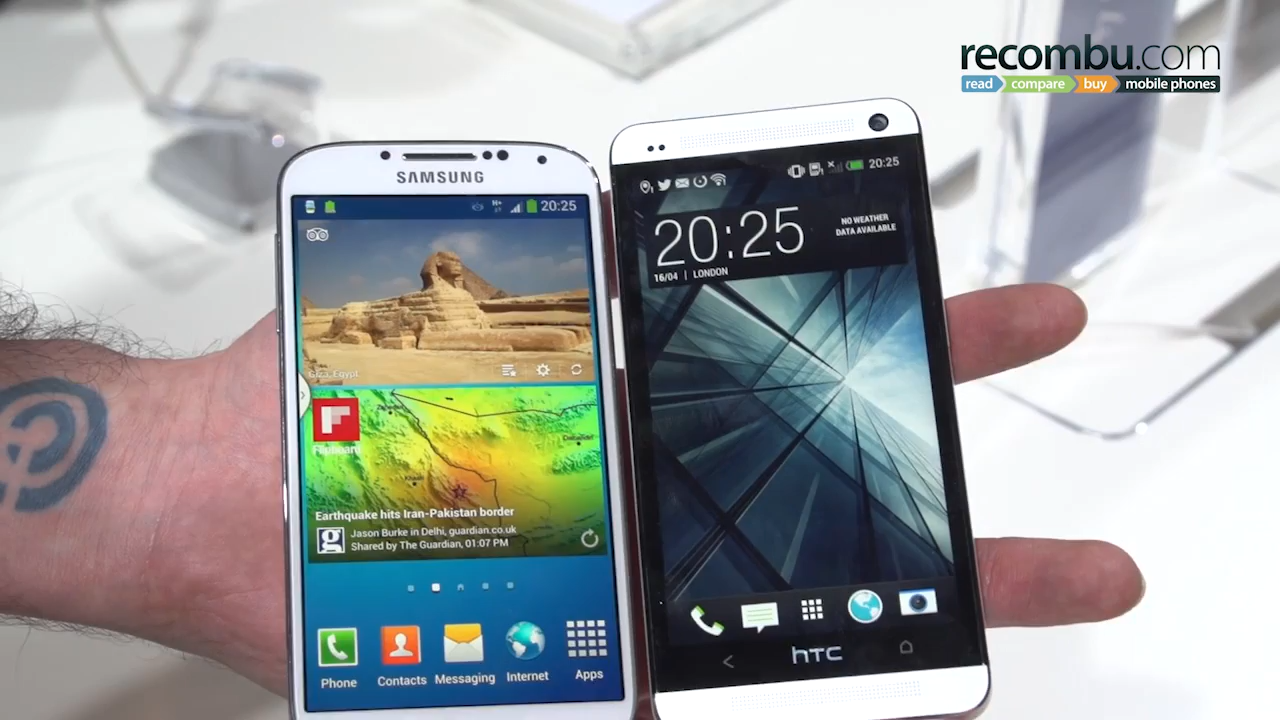 recombu.com
read compare buy mobile phones
SAMSUNG
H+
20:25
Giza, Egypt
Flipboard
Earthquake hits Iran-Pakistan border
g
Jason Burke in Delhi, guardian.co.uk
Shared by The Guardian, 01:07 PM
Phone
Contacts
Messaging
Internet
Apps
20:25
20:25
NO WEATHER
DATA AVAILABLE
16/04 | LONDON
hTC